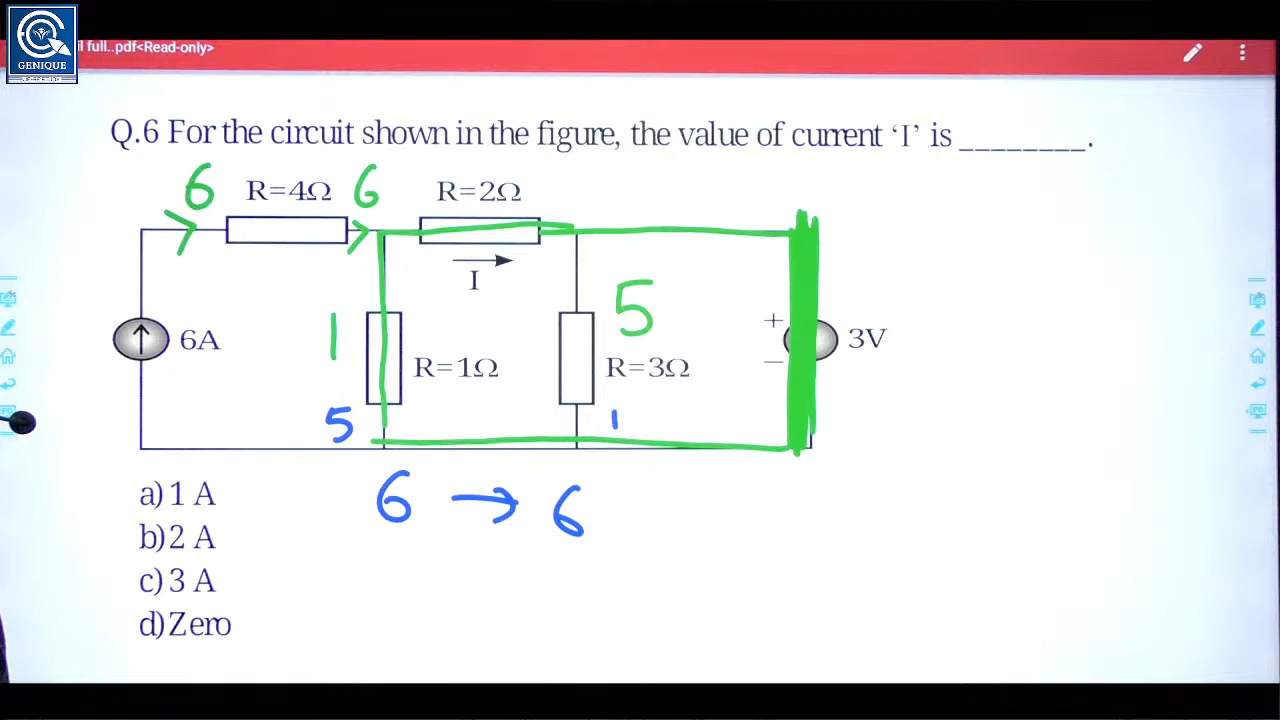 GENIQUE
il full..pdf<Read-only>
Q.6 For the circuit shown in the figure, the value of current ‘I’ is ________.
6 R=4Ω 6 R=2Ω
I
6A
1
R=1Ω
5
R=3Ω
+
−
3V
5
1
6 → 6
a) 1 A
b) 2 A
c) 3 A
d) Zero